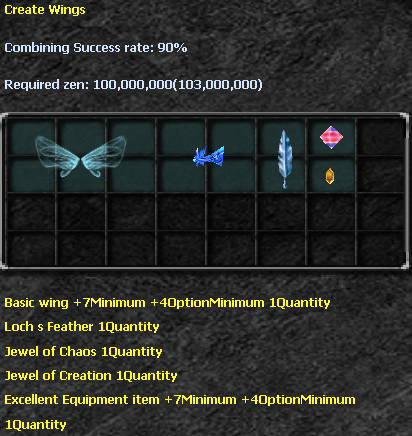 Create Wings
Combining Success rate: 90%
Required zen: 100,000,000(103,000,000)
Basic wing +7Minimum +4OptionMinimum 1Quantity
Loch s Feather 1Quantity
Jewel of Chaos 1Quantity
Jewel of Creation 1Quantity
Excellent Equipment item +7Minimum +4OptionMinimum
1Quantity